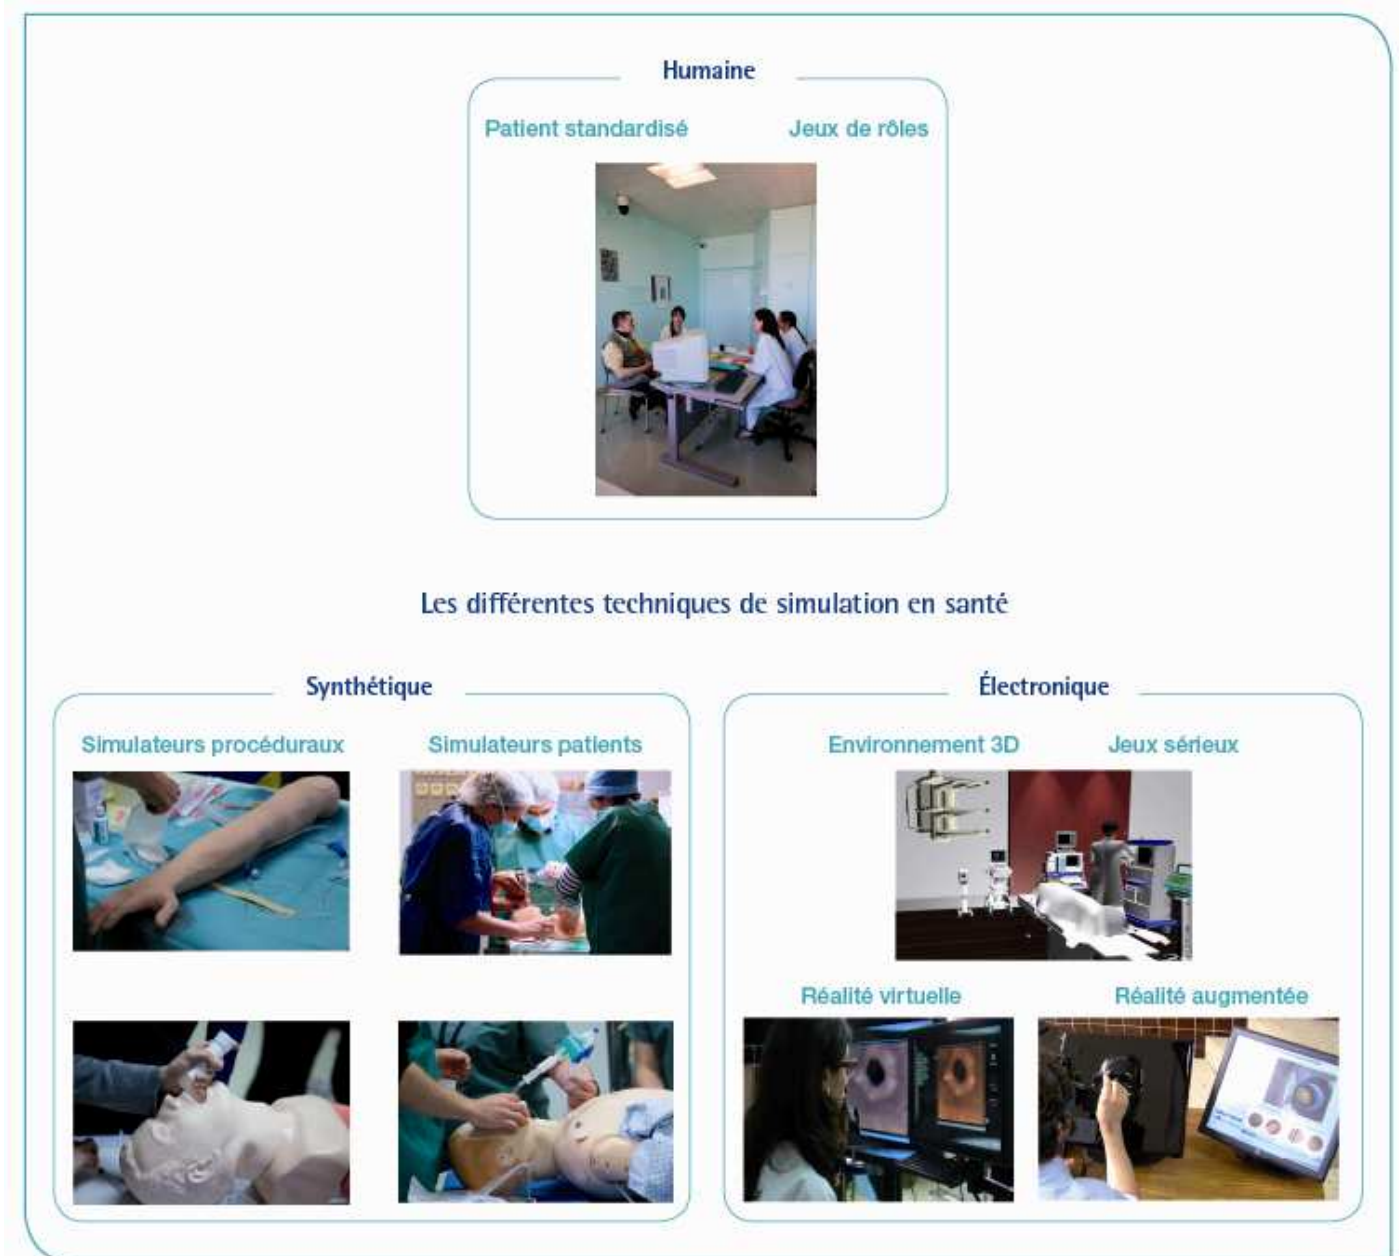 Humaine
Patient standardisé
Jeux de rôles
Les différentes techniques de simulation en santé
Synthétique
Simulateurs procéduraux
Simulateurs patients
Électronique
Environnement 3D
Jeux sérieux
Réalité virtuelle
Réalité augmentée